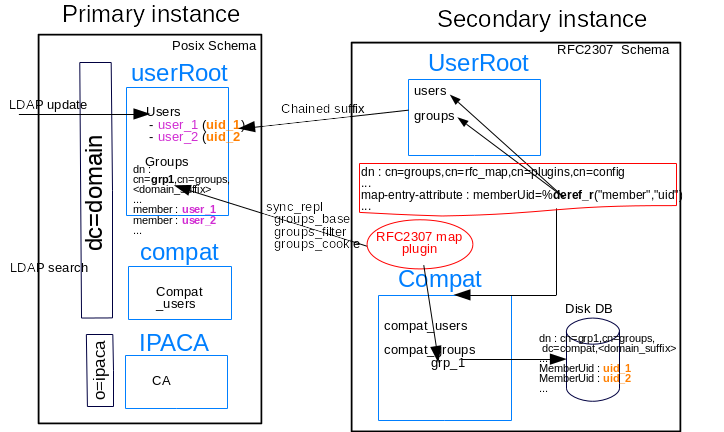 Primary instance
Posix Schema
userRoot
LDAP update
Users
- user_1 (uid_1)
- user_2 (uid_2
Groups
dn :
cn=grp1,cn=groups,
<domain_suffix>
...
member : user_1
member : user_2
...
dc=domain
LDAP search
compat
Compat
_users
IPACA
o=ipaca
CA
Chained suffix
sync_repl
groups_base
groups_filter
groups_cookie
Secondary instance
RFC2307 Schema
UserRoot
users
groups
dn : cn=groups,cn=rfc_map,cn=plugins,cn=config
...
map-entry-attribute : memberUid=%deref_r("member","uid")
...
RFC2307 map
plugin
Compat
compat_users
compat_groups
grp_1
Disk DB
dn : cn=grp1,cn=groups,
dc=compat,<domain_suffix>
...
MemberUid : uid_1
MemberUid : uid_2
...